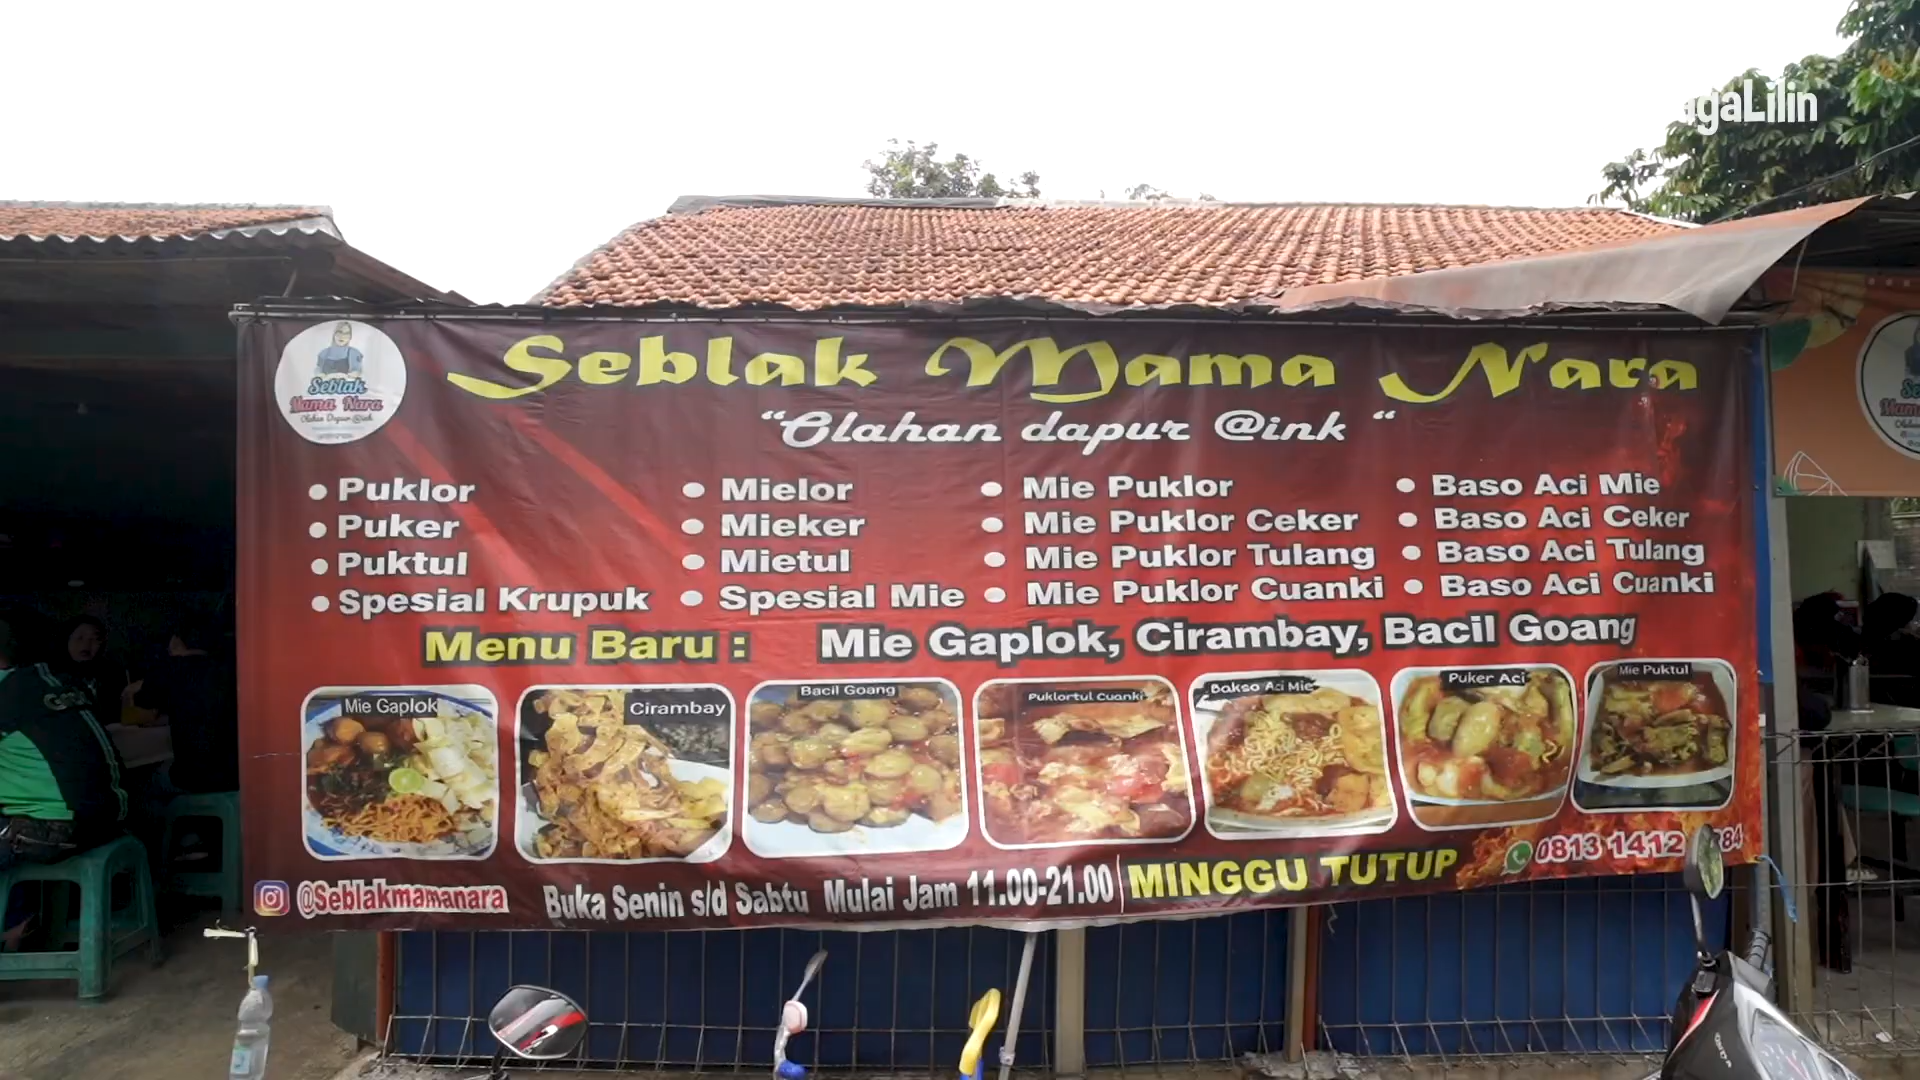 agaLilin
Seblak
Mama Nara
Olahan Dapur @ink
Seblak Mama Nara
“Olahan dapur @ink “
• Puklor
• Puker
• Puktul
• Spesial Krupuk
• Mielor
• Mieker
• Mietul
• Spesial Mie
• Mie Puklor
• Mie Puklor Ceker
• Mie Puklor Tulang
• Mie Puklor Cuanki
• Baso Aci Mie
• Baso Aci Ceker
• Baso Aci Tulang
• Baso Aci Cuanki
Menu Baru : Mie Gaplok, Cirambay, Bacil Goang
Mie Gaplok
Cirambay
Bacil Goang
Puklortul Cuanki
Bakso Aci Mie
Puker Aci
Mie Puktul
@Seblakmamanara
Buka Senin s/d Sabtu Mulai Jam 11.00-21.00
MINGGU TUTUP
0813 1412 84